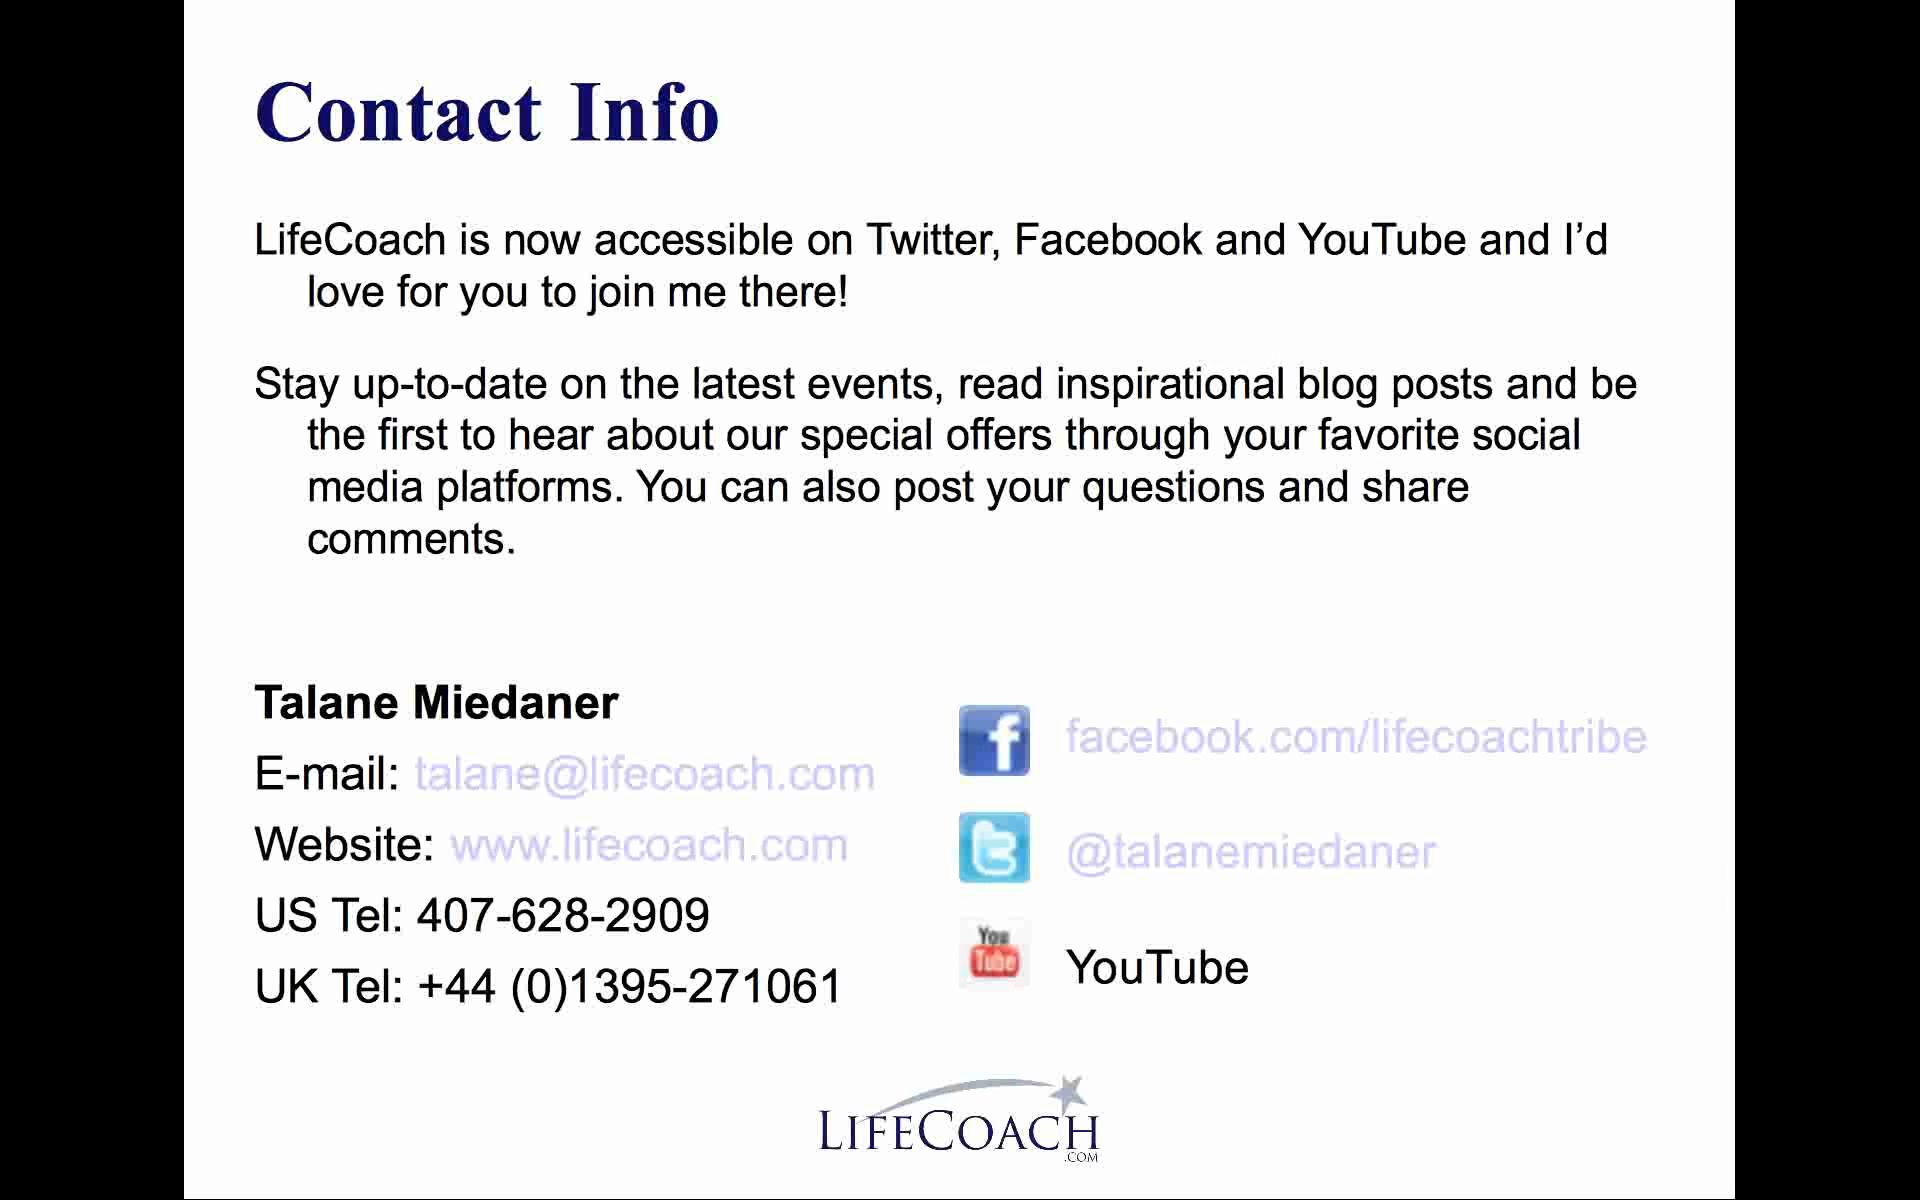 Contact Info
LifeCoach is now accessible on Twitter, Facebook and YouTube and I’d
love for you to join me there!
Stay up-to-date on the latest events, read inspirational blog posts and be
the first to hear about our special offers through your favorite social
media platforms. You can also post your questions and share
comments.
Talane Miedaner
E-mail: talane@lifecoach.com
Website: www.lifecoach.com
US Tel: 407-628-2909
UK Tel: +44 (0)1395-271061
f facebook.com/lifecoachtribe
t @talanemiedaner
You
Tube
YouTube
LIFECOACH
.COM